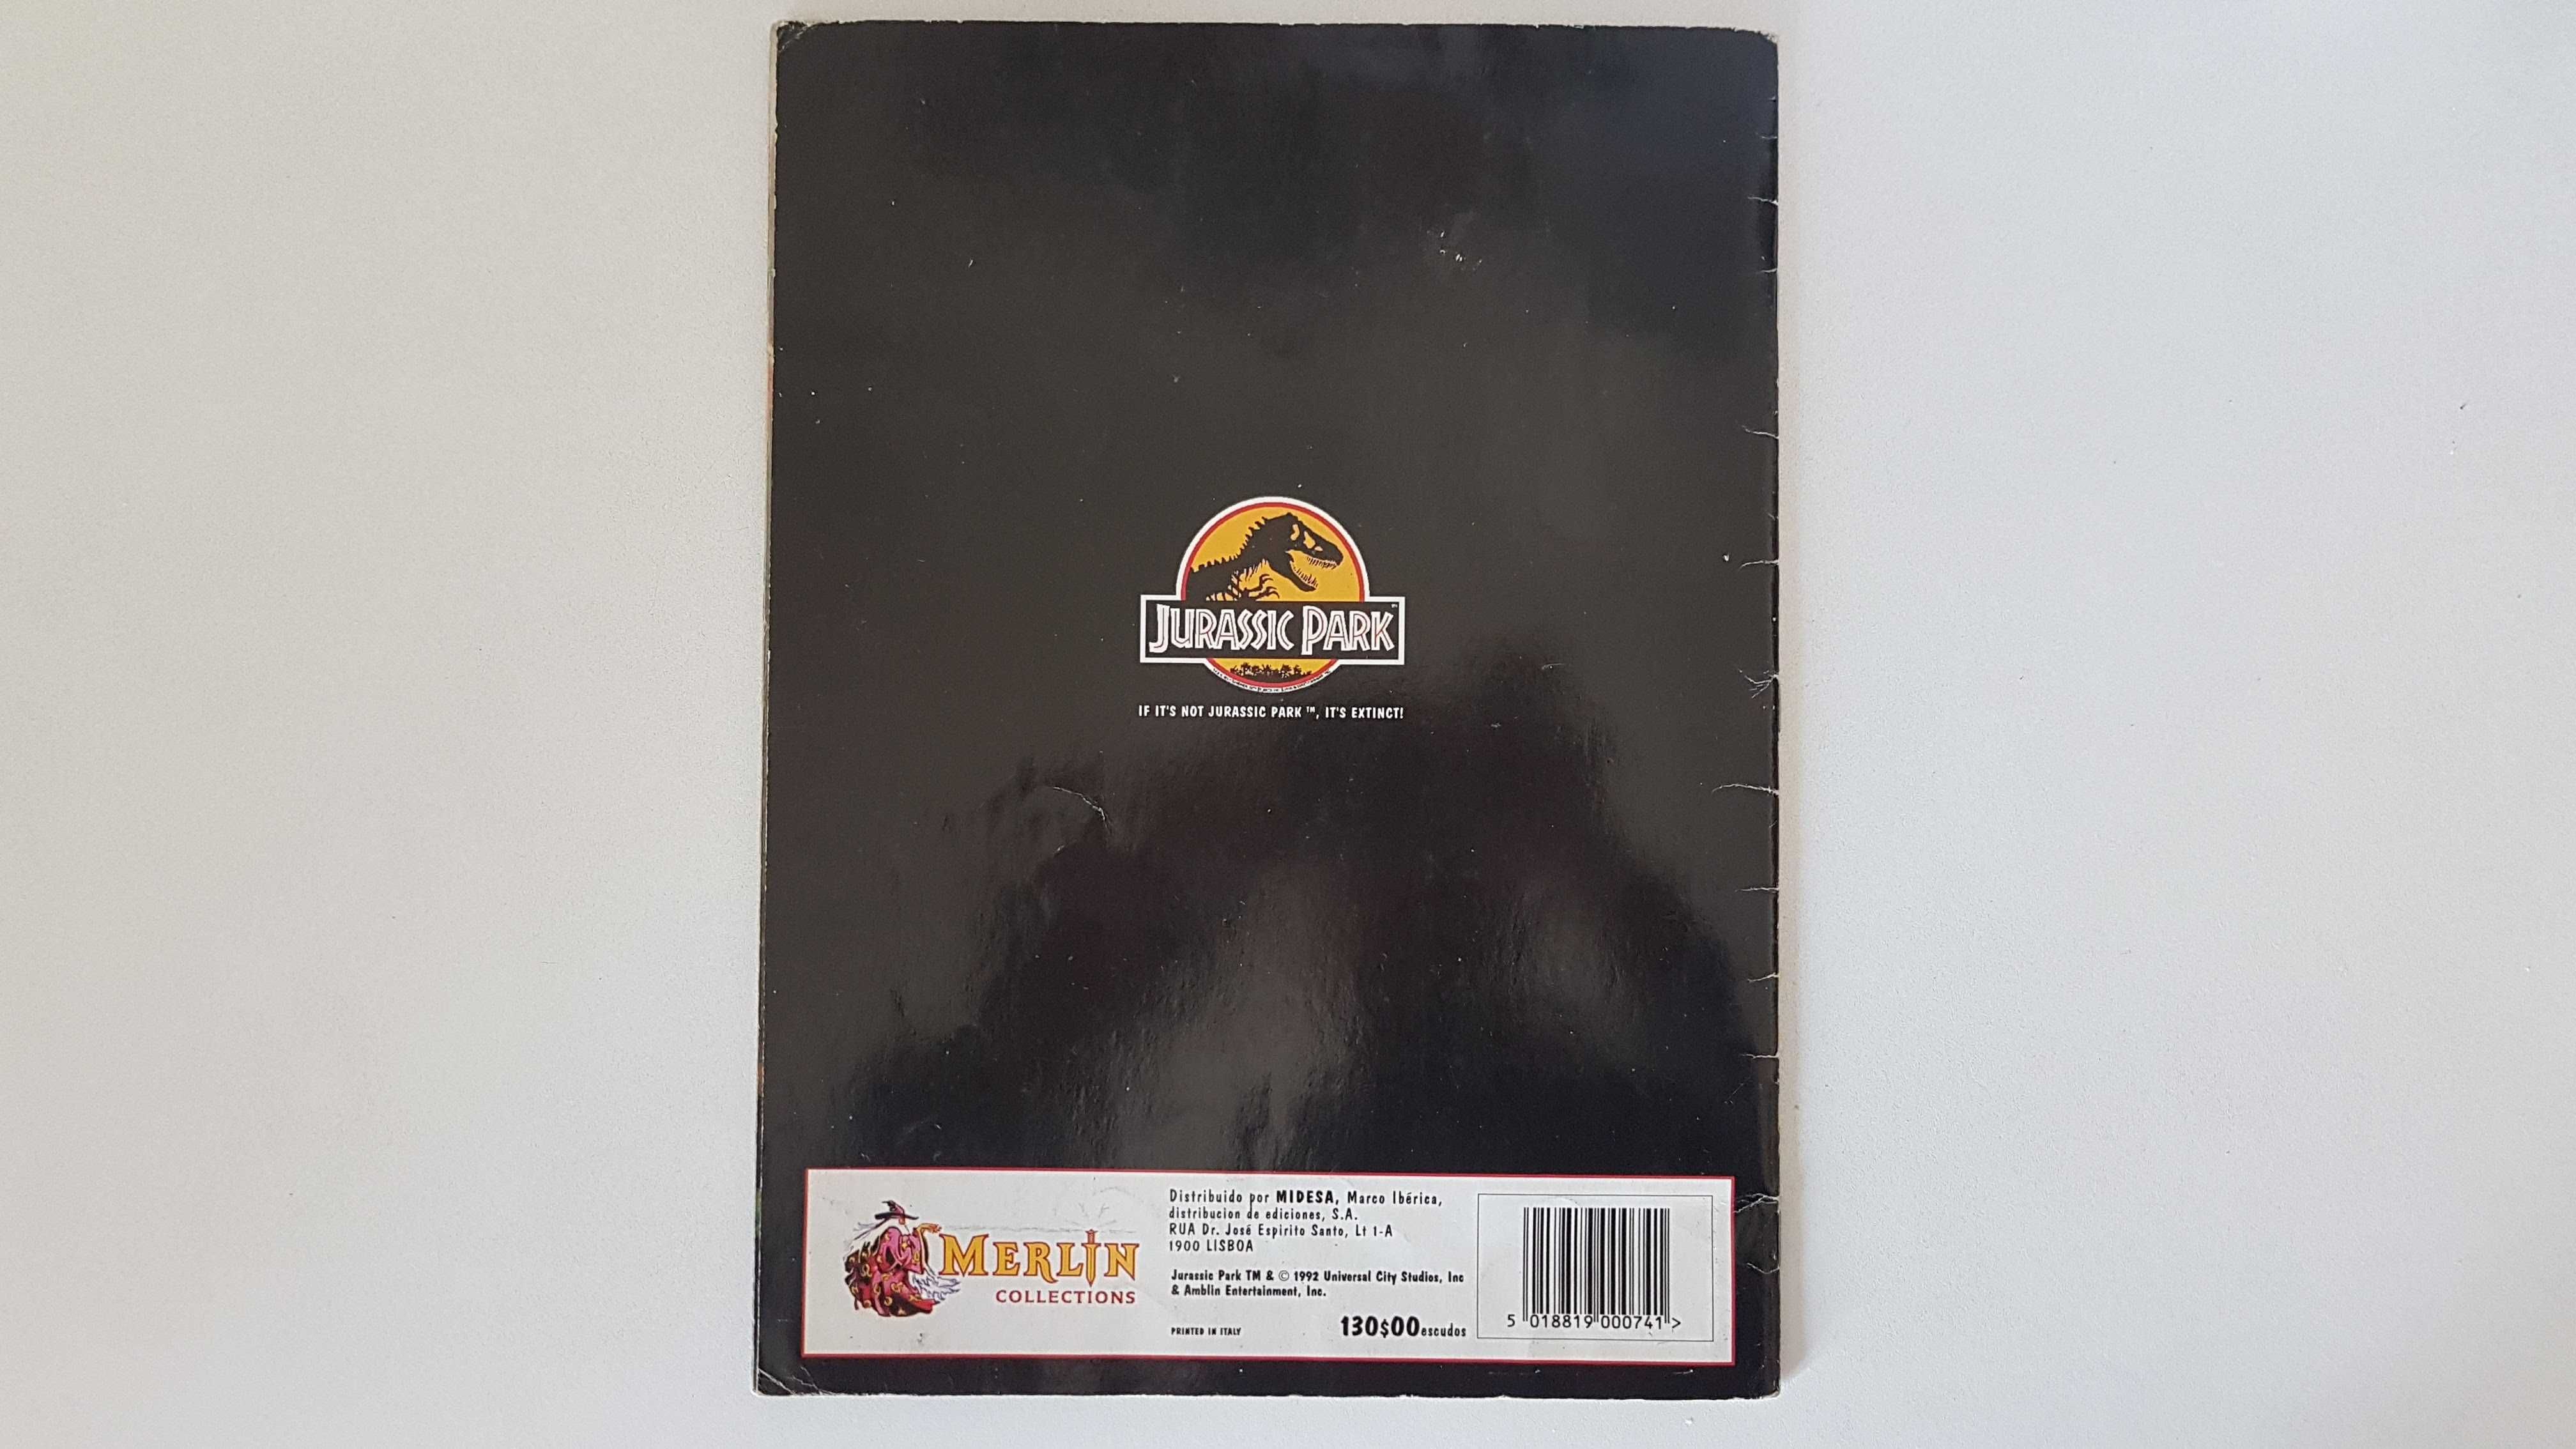 JURASSIC PARK
IF IT'S NOT JURASSIC PARK ™, IT'S EXTINCT!
MERLIN
COLLECTIONS
Distribuido por MIDESA, Marco Ibérica,
distribucion de ediciones, S.A.
RUA Dr. José Espirito Santo, Lt 1-A
1900 LISBOA
Jurassic Park TM & © 1992 Universal City Studios, Inc
& Amblin Entertainment, Inc.
PRINTED IN ITALY
130$00escudos
5 018819 000741 >